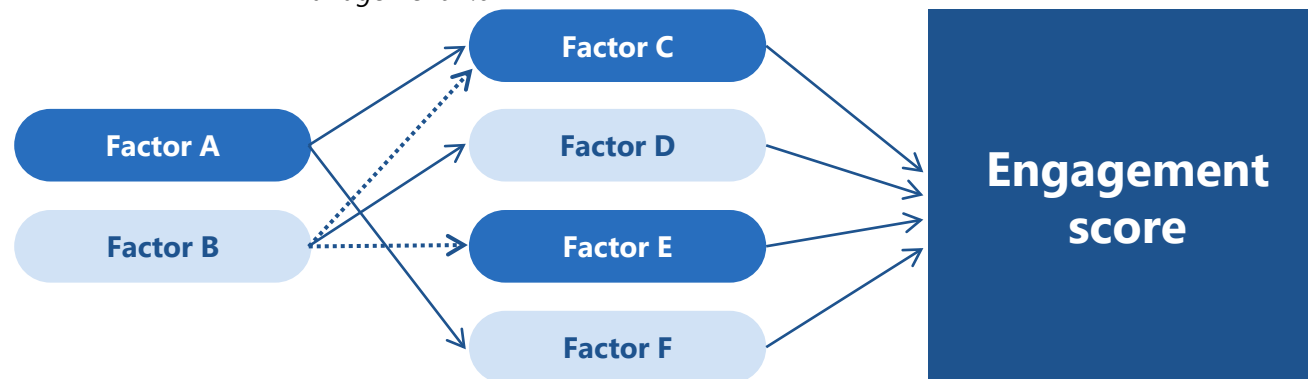 Factor C
Factor A
Factor D
Engagement
score
Factor B
Factor E
Factor F